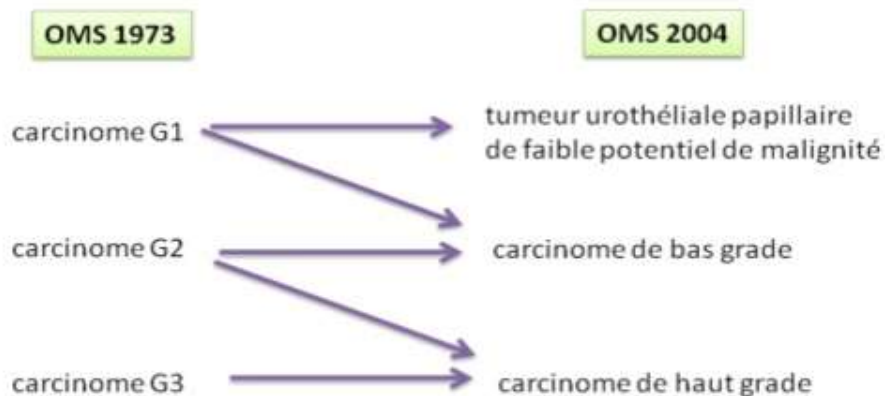 OMS 1973
OMS 2004
carcinome G1
tumeur urothéliale papillaire
de faible potentiel de malignité
carcinome G2
carcinome de bas grade
carcinome G3
carcinome de haut grade